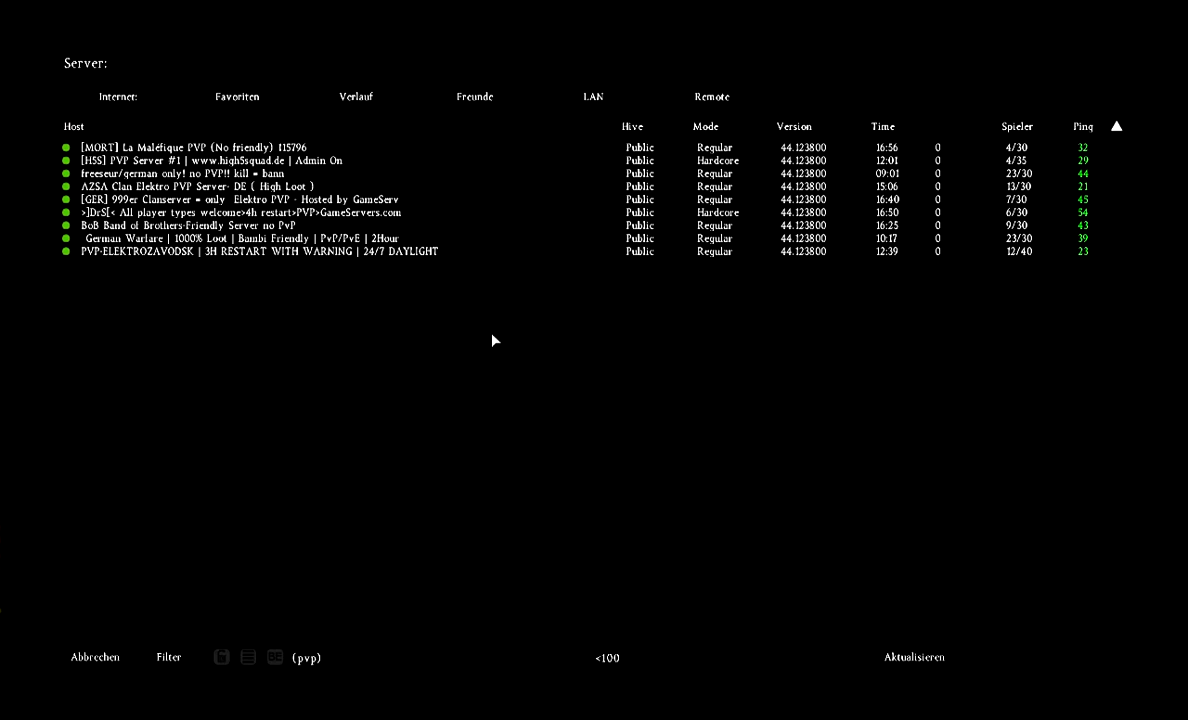 Server:
Internet: Favoriten Verlauf Freunde LAN Remote
Host Hive Mode Version Time Spieler Ping
[MORT] La Maléfique PVP (No friendly) 115796 Public Regular 44.123800 16:56 0 4/30 32
[H5S] PVP Server #1 | www.high5squad.de | Admin On Public Hardcore 44.123800 12:01 0 4/35 29
freeseur/german only! no PVP!! kill = bann Public Regular 44.123800 09:01 0 23/30 44
AZSA Clan Elektro PVP Server- DE ( High Loot ) Public Regular 44.123800 15:06 0 13/30 21
[GER] 999er Clanserver = only Elektro PVP - Hosted by GameServ Public Regular 44.123800 16:40 0 7/30 45
>]DrS[< All player types welcome>4h restart>PVP>GameServers.com Public Hardcore 44.123800 16:50 0 6/30 54
BoB Band of Brothers-Friendly Server no PvP Public Regular 44.123800 16:25 0 9/30 43
German Warfare | 1000% Loot | Bambi Friendly | PvP/PvE | 2Hour Public Regular 44.123800 10:17 0 23/30 39
PVP-ELEKTROZAVODSK | 3H RESTART WITH WARNING | 24/7 DAYLIGHT Public Regular 44.123800 12:39 0 12/40 23
Abbrechen Filter (pvp) <100 Aktualisieren